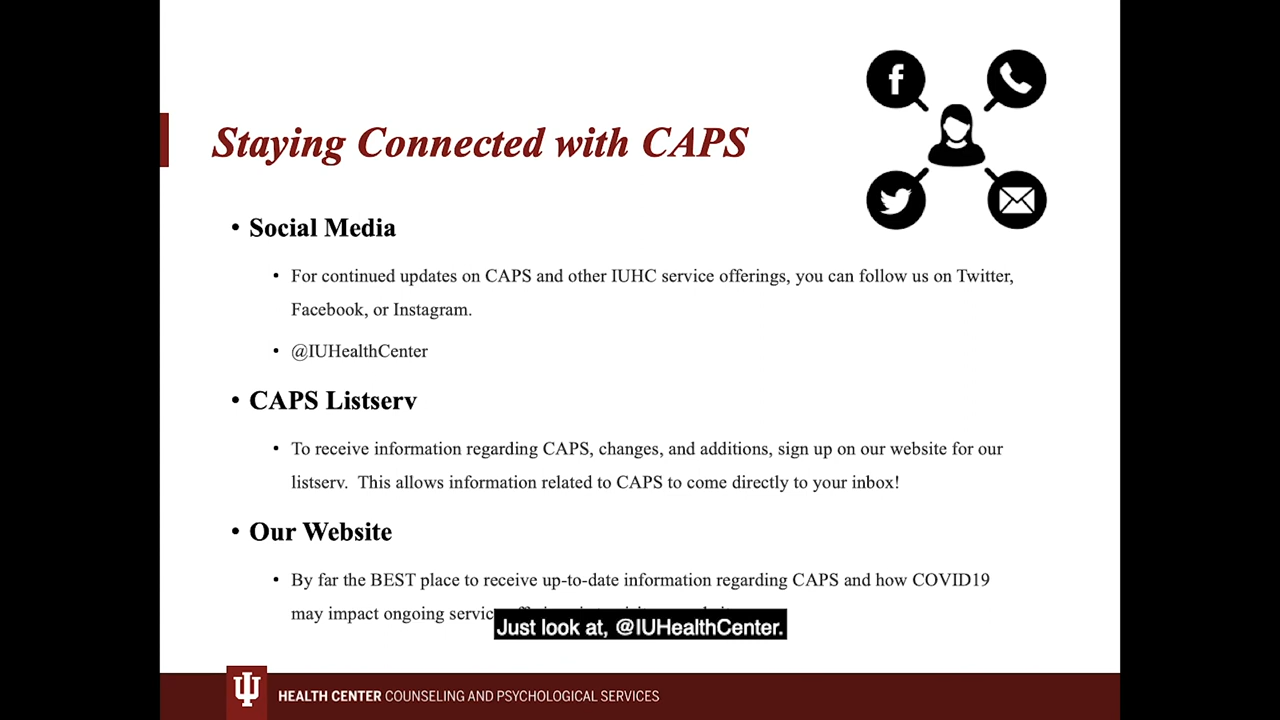 Staying Connected with CAPS
• Social Media
• For continued updates on CAPS and other IUHC service offerings, you can follow us on Twitter,
Facebook, or Instagram.
• @IUHealthCenter
• CAPS Listserv
• To receive information regarding CAPS, changes, and additions, sign up on our website for our
listserv.  This allows information related to CAPS to come directly to your inbox!
• Our Website
• By far the BEST place to receive up-to-date information regarding CAPS and how COVID19
may impact ongoing
Just look at, @IUHealthCenter.
HEALTH CENTER COUNSELING AND PSYCHOLOGICAL SERVICES